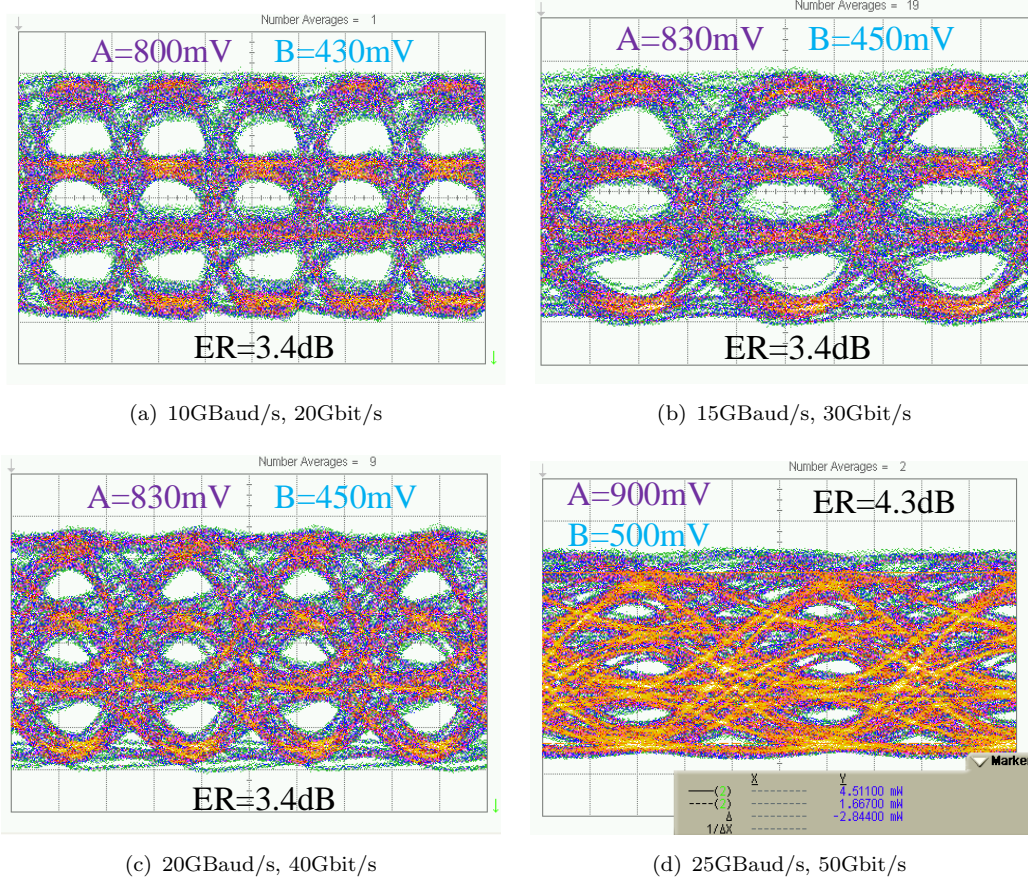 Number Averages = 1
A=800mV B=430mV
ER=3.4dB
(a) 10GBaud/s, 20Gbit/s
Number Averages = 19
A=830mV B=450mV
ER=3.4dB
(b) 15GBaud/s, 30Gbit/s
Number Averages = 9
A=830mV B=450mV
ER=3.4dB
(c) 20GBaud/s, 40Gbit/s
Number Averages = 2
A=900mV ER=4.3dB
B=500mV
Marker
X Y
4.51100 mW
1.66700 mW
Δ -2.84400 mW
1/ΔX
(d) 25GBaud/s, 50Gbit/s